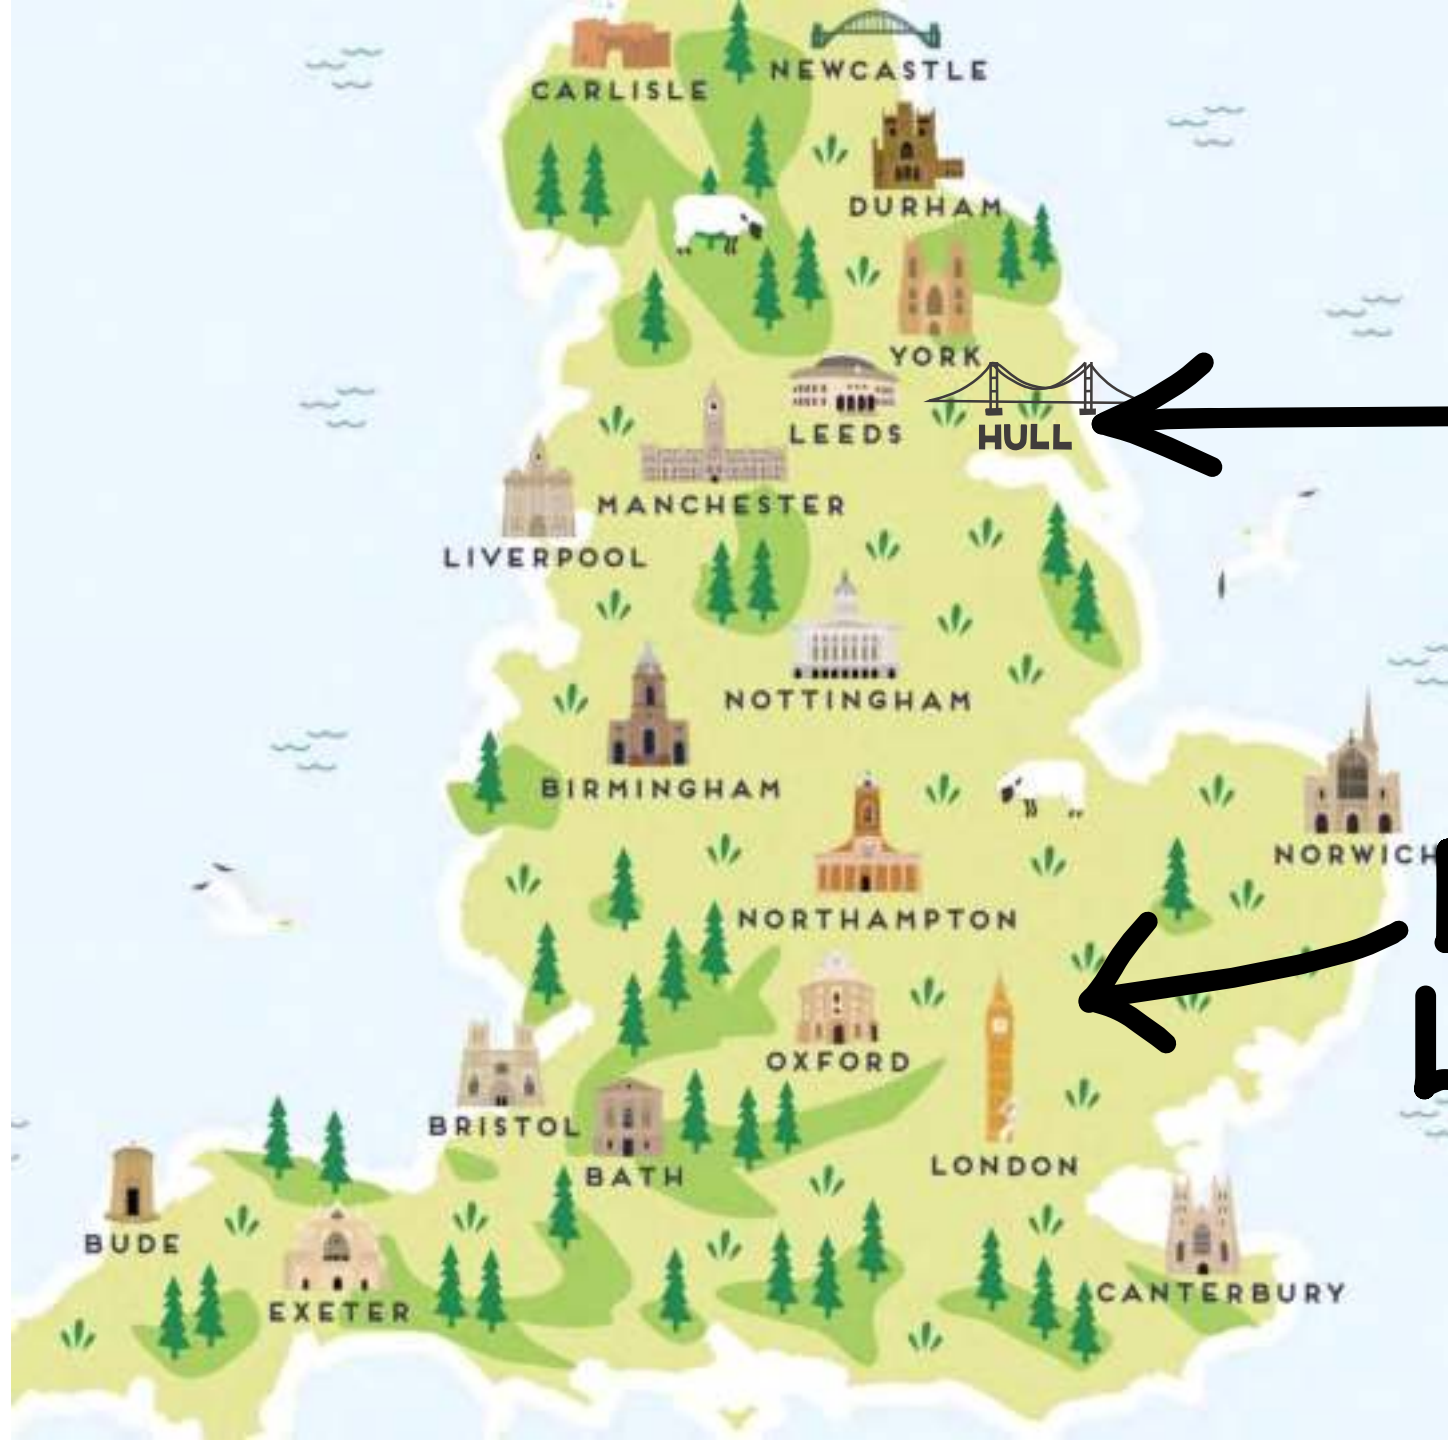 NEWCASTLE
CARLISLE
DURHAM
YORK
LEEDS
HULL
MANCHESTER
LIVERPOOL
NOTTINGHAM
BIRMINGHAM
NORWICH
NORTHAMPTON
OXFORD
BRISTOL
LONDON
BATH
BUDE
CANTERBURY
EXETER